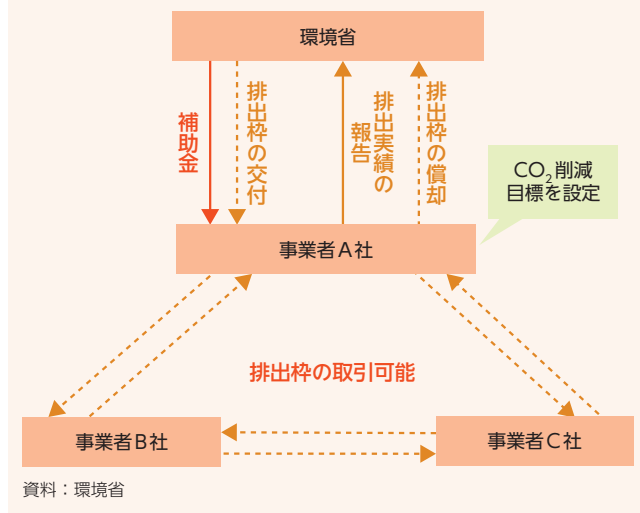 環境省
補助金
排出枠の交付
排出実績の
報告
排出枠の償却
CO₂削減
目標を設定
事業者A社
排出枠の取引可能
事業者B社
事業者C社
資料：環境省